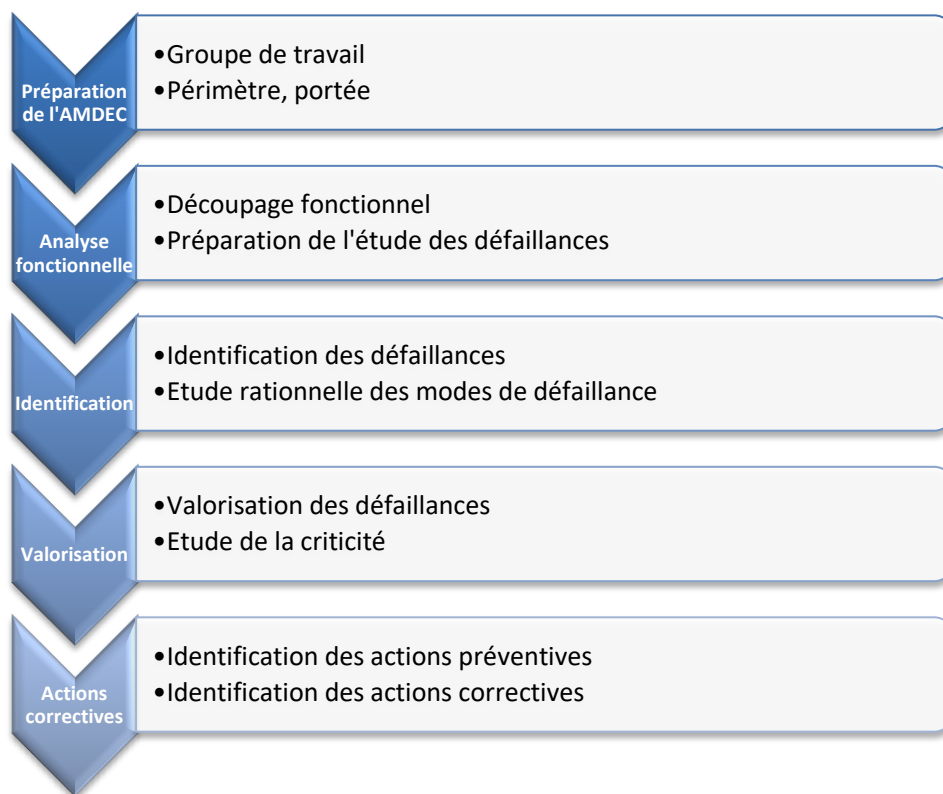 Préparation
de l'AMDEC
•Groupe de travail
•Périmètre, portée
Analyse
fonctionnelle
•Découpage fonctionnel
•Préparation de l'étude des défaillances
Identification
•Identification des défaillances
•Etude rationnelle des modes de défaillance
Valorisation
•Valorisation des défaillances
•Etude de la criticité
Actions
correctives
•Identification des actions préventives
•Identification des actions correctives